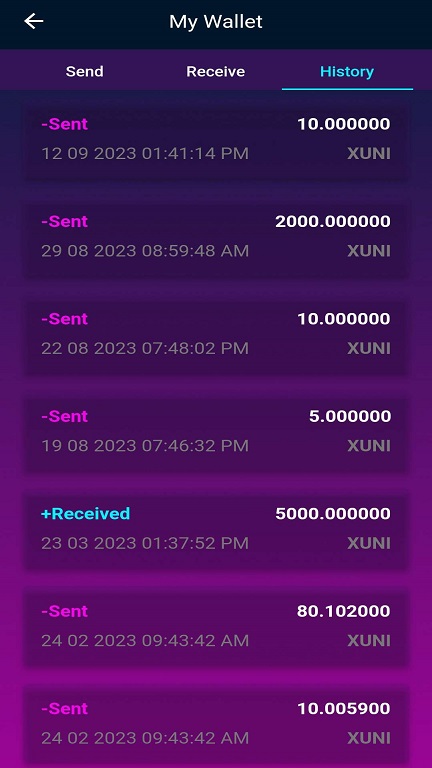 My Wallet
Send Receive History
-Sent 10.000000
12 09 2023 01:41:14 PM XUNI
-Sent 2000.000000
29 08 2023 08:59:48 AM XUNI
-Sent 10.000000
22 08 2023 07:48:02 PM XUNI
-Sent 5.000000
19 08 2023 07:46:32 PM XUNI
+Received 5000.000000
23 03 2023 01:37:52 PM XUNI
-Sent 80.102000
24 02 2023 09:43:42 AM XUNI
-Sent 10.005900
24 02 2023 09:43:42 AM XUNI